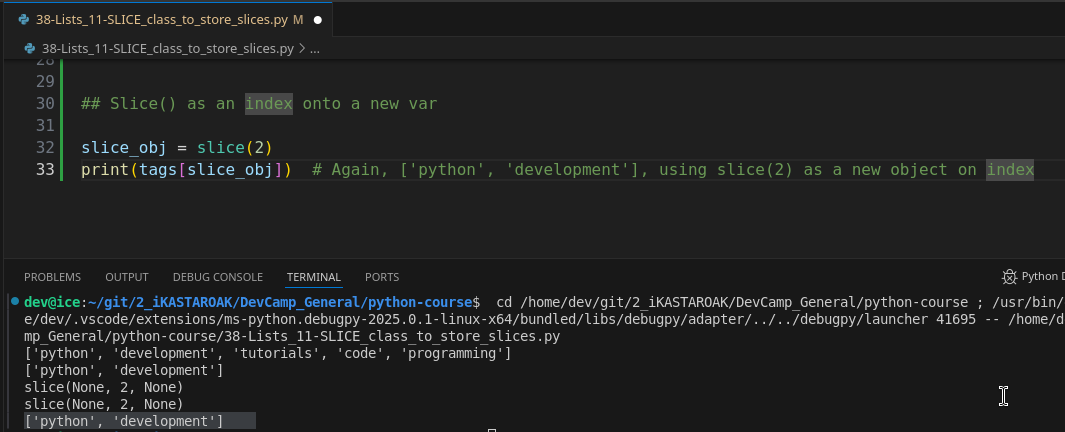 38-Lists_11-SLICE_class_to_store_slices.py M
38-Lists_11-SLICE_class_to_store_slices.py > ...
28
29
30 ## Slice() as an index onto a new var
31
32 slice_obj = slice(2)
33 print(tags[slice_obj])  # Again, ['python', 'development'], using slice(2) as a new object on index
PROBLEMS OUTPUT DEBUG CONSOLE TERMINAL PORTS Python D
dev@ice:~/git/2_iKASTAROAK/DevCamp_General/python-course$  cd /home/dev/git/2_iKASTAROAK/DevCamp_General/python-course ; /usr/bin/
e/dev/.vscode/extensions/ms-python.debugpy-2025.0.1-linux-x64/bundled/libs/debugpy/adapter/../../debugpy/launcher 41695 -- /home/d
mp_General/python-course/38-Lists_11-SLICE_class_to_store_slices.py
['python', 'development', 'tutorials', 'code', 'programming']
['python', 'development']
slice(None, 2, None)
slice(None, 2, None)
['python', 'development']